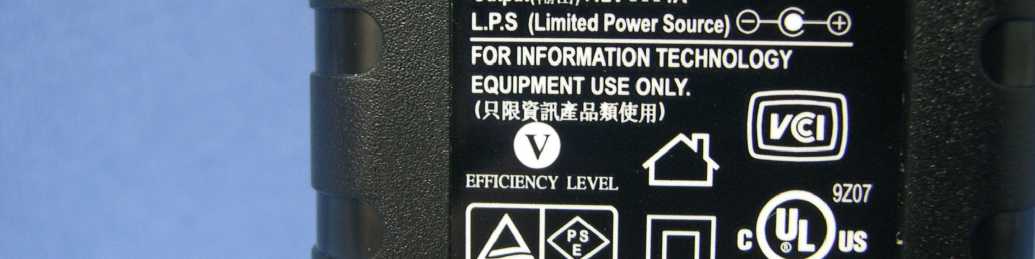 L.P.S (Limited Power Source)
FOR INFORMATION TECHNOLOGY
EQUIPMENT USE ONLY.
(只限資訊產品類使用)
V
EFFICIENCY LEVEL
VCCI
9Z07
C UL® US
PS
E